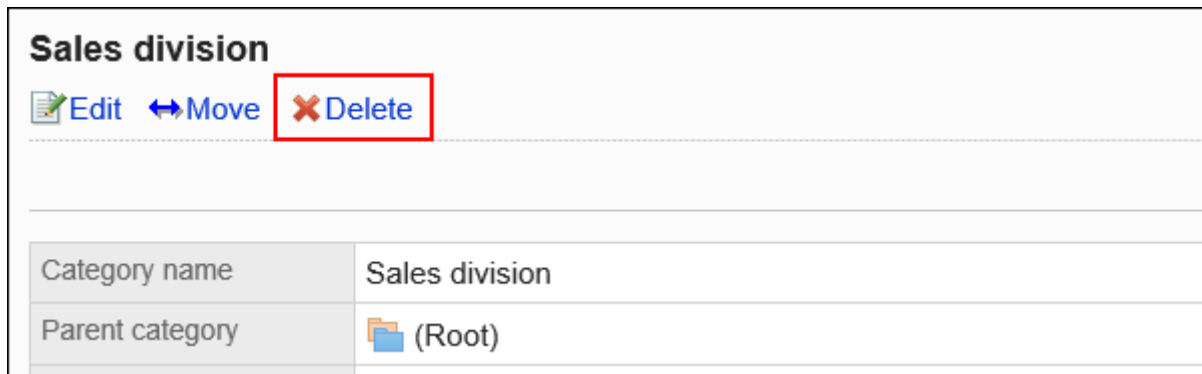 Sales division
Edit Move Delete
Category name Sales division
Parent category (Root)